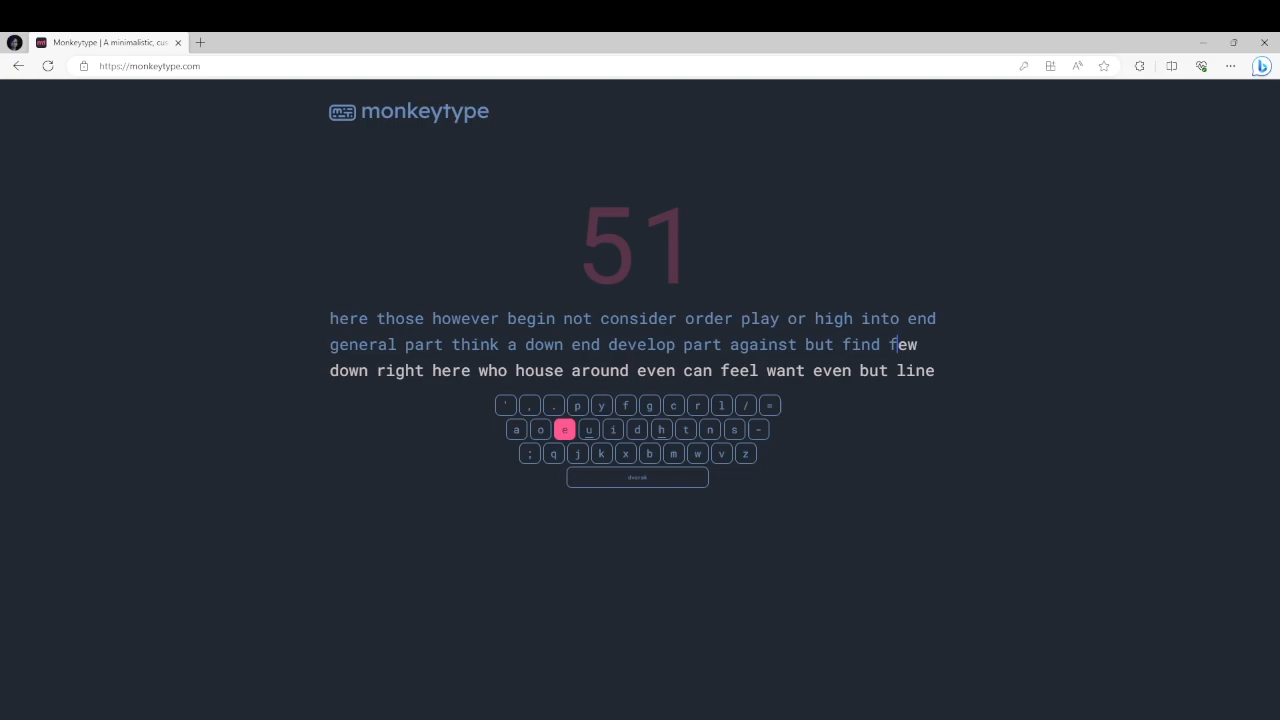 Monkeytype | A minimalistic, cus
https://monkeytype.com
monkeytype
51
here those however begin not consider order play or high into end
general part think a down end develop part against but find few
down right here who house around even can feel want even but line
' , . p y f g c r l / =
a o e u i d h t n s -
; q j k x b m w v z
dvorak